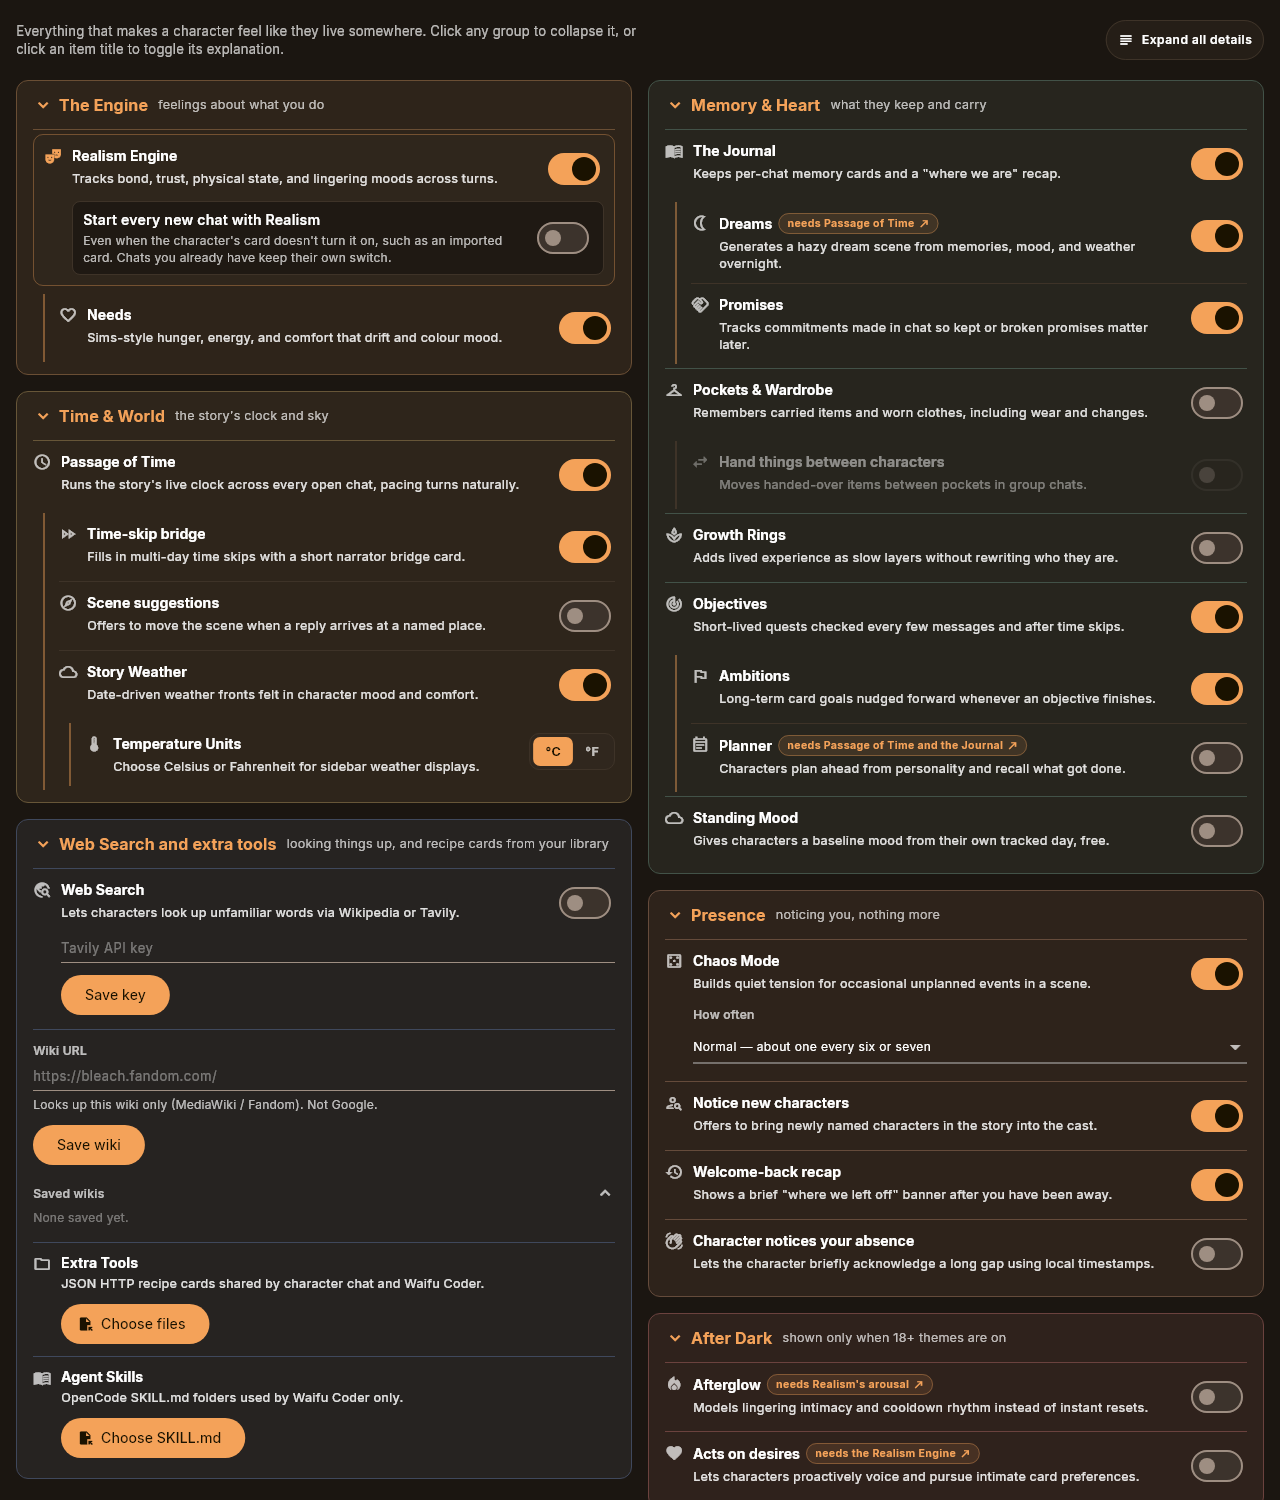 Everything that makes a character feel like they live somewhere. Click any group to collapse it, or
click an item title to toggle its explanation.
Expand all details
The Engine feelings about what you do
Realism Engine
Tracks bond, trust, physical state, and lingering moods across turns.
Start every new chat with Realism
Even when the character's card doesn't turn it on, such as an imported
card. Chats you already have keep their own switch.
Needs
Sims-style hunger, energy, and comfort that drift and colour mood.
Time & World the story's clock and sky
Passage of Time
Runs the story's live clock across every open chat, pacing turns naturally.
Time-skip bridge
Fills in multi-day time skips with a short narrator bridge card.
Scene suggestions
Offers to move the scene when a reply arrives at a named place.
Story Weather
Date-driven weather fronts felt in character mood and comfort.
Temperature Units
Choose Celsius or Fahrenheit for sidebar weather displays.
°C °F
Web Search and extra tools looking things up, and recipe cards from your library
Web Search
Lets characters look up unfamiliar words via Wikipedia or Tavily.
Tavily API key
Save key
Wiki URL
https://bleach.fandom.com/
Looks up this wiki only (MediaWiki / Fandom). Not Google.
Save wiki
Saved wikis
None saved yet.
Extra Tools
JSON HTTP recipe cards shared by character chat and Waifu Coder.
Choose files
Agent Skills
OpenCode SKILL.md folders used by Waifu Coder only.
Choose SKILL.md
Memory & Heart what they keep and carry
The Journal
Keeps per-chat memory cards and a "where we are" recap.
Dreams needs Passage of Time ↗
Generates a hazy dream scene from memories, mood, and weather
overnight.
Promises
Tracks commitments made in chat so kept or broken promises matter
later.
Pockets & Wardrobe
Remembers carried items and worn clothes, including wear and changes.
Hand things between characters
Moves handed-over items between pockets in group chats.
Growth Rings
Adds lived experience as slow layers without rewriting who they are.
Objectives
Short-lived quests checked every few messages and after time skips.
Ambitions
Long-term card goals nudged forward whenever an objective finishes.
Planner needs Passage of Time and the Journal ↗
Characters plan ahead from personality and recall what got done.
Standing Mood
Gives characters a baseline mood from their own tracked day, free.
Presence noticing you, nothing more
Chaos Mode
Builds quiet tension for occasional unplanned events in a scene.
How often
Normal — about one every six or seven
Notice new characters
Offers to bring newly named characters in the story into the cast.
Welcome-back recap
Shows a brief "where we left off" banner after you have been away.
Character notices your absence
Lets the character briefly acknowledge a long gap using local timestamps.
After Dark shown only when 18+ themes are on
Afterglow needs Realism's arousal ↗
Models lingering intimacy and cooldown rhythm instead of instant resets.
Acts on desires needs the Realism Engine ↗
Lets characters proactively voice and pursue intimate card preferences.